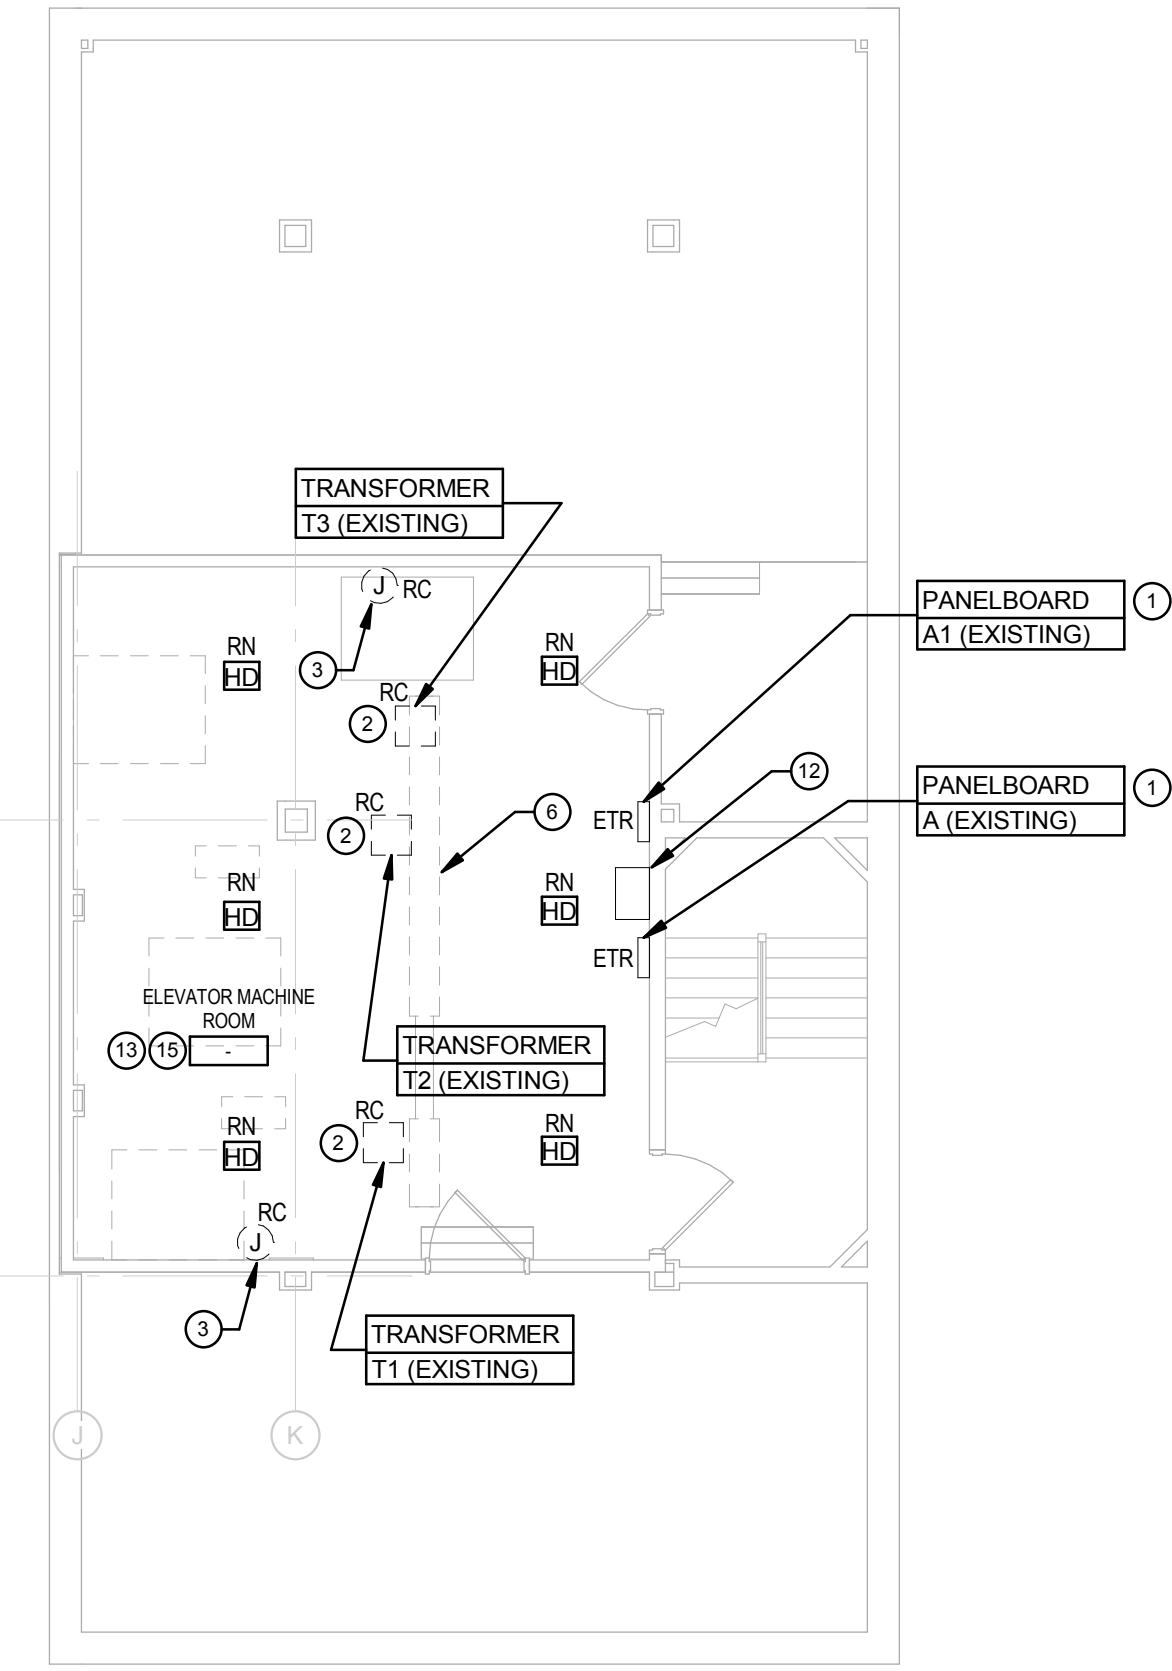 TRANSFORMER
T3 (EXISTING)
J RC
3
RN
HD
RN
HD
PANELBOARD
A1 (EXISTING)
1
RC
2
12
PANELBOARD
A (EXISTING)
1
RC
2
6
ETR
RN
HD
RN
HD
ETR
ELEVATOR MACHINE
ROOM
13 15 -
TRANSFORMER
T2 (EXISTING)
RC
2
RN
HD
RN
HD
RC
J
3
TRANSFORMER
T1 (EXISTING)
J
K